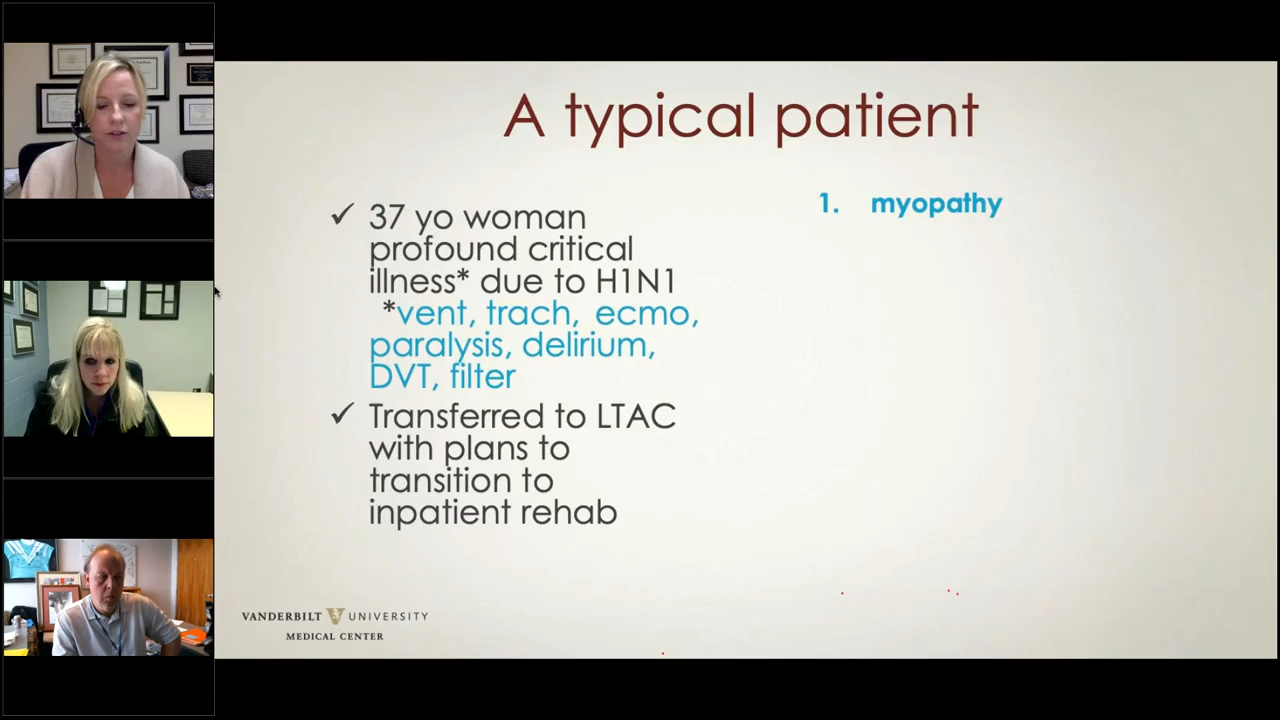 A typical patient
✓ 37 yo woman
profound critical
illness* due to H1N1
*vent, trach, ecmo,
paralysis, delirium,
DVT, filter
✓ Transferred to LTAC
with plans to
transition to
inpatient rehab
1. myopathy
VANDERBILT V UNIVERSITY
MEDICAL CENTER